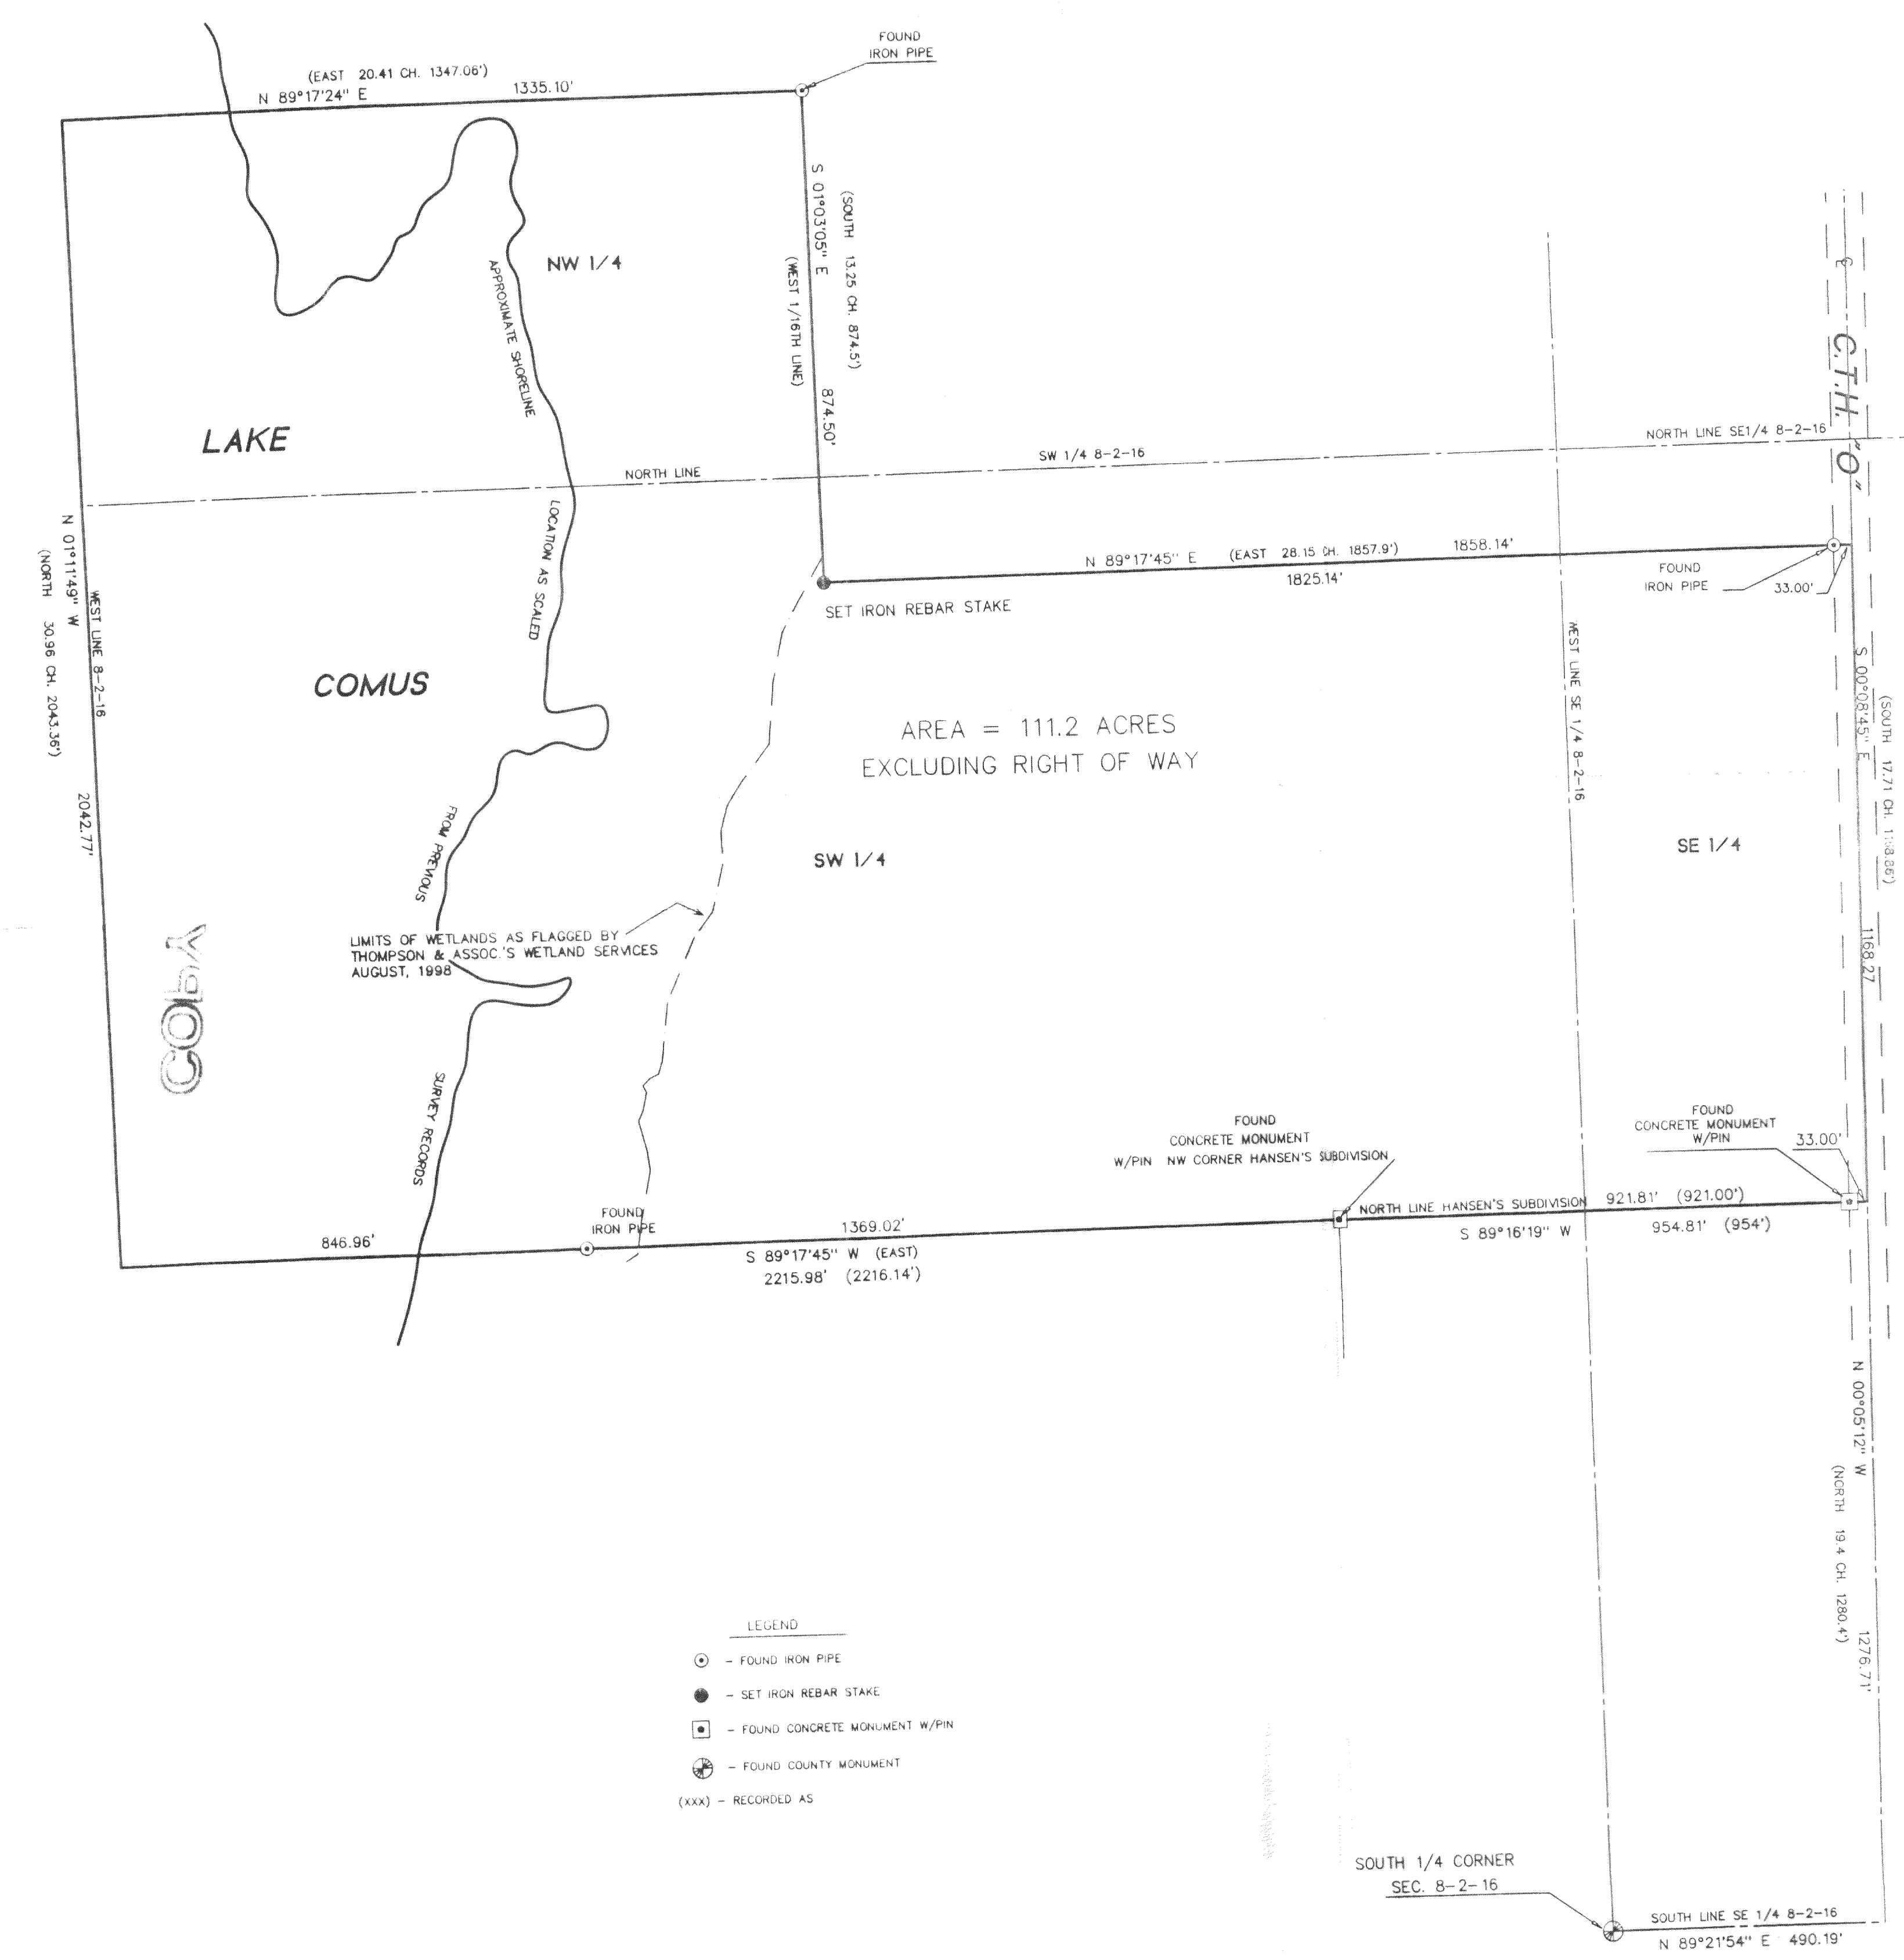 FOUND
IRON PIPE
(EAST 20.41 CH. 1347.06')
N 89°17'24" E 1335.10'
S 01°03'05" E 874.50'
(SOUTH 13.25 CH. 874.5')
(WEST 1/16TH LINE)
NW 1/4
APPROXIMATE SHORELINE
LOCATION AS SCALED
FROM PREVIOUS
SURVEY RECORDS
LAKE
COMUS
℄
C.T.H. "O"
NORTH LINE
SW 1/4 8-2-16
NORTH LINE SE1/4 8-2-16
N 89°17'45" E (EAST 28.15 CH. 1857.9') 1858.14'
1825.14'
FOUND
IRON PIPE
33.00'
SET IRON REBAR STAKE
N 01°11'49" W 2042.77'
(NORTH 30.96 CH. 2043.36')
WEST LINE 8-2-16
WEST LINE SE 1/4 8-2-16
S 00°08'45" E 1168.27
(SOUTH 17.71 CH.
AREA = 111.2 ACRES
EXCLUDING RIGHT OF WAY
SW 1/4
SE 1/4
LIMITS OF WETLANDS AS FLAGGED BY
THOMPSON & ASSOC.'S WETLAND SERVICES
AUGUST, 1998
COPY
FOUND
CONCRETE MONUMENT
W/PIN NW CORNER HANSEN'S SUBDIVISION
FOUND
CONCRETE MONUMENT
W/PIN
33.00'
NORTH LINE HANSEN'S SUBDIVISION 921.81' (921.00')
S 89°16'19" W 954.81' (954')
FOUND
IRON PIPE
846.96'
1369.02'
S 89°17'45" W (EAST)
2215.98' (2216.14')
N 00°05'12" W 1276.71'
(NORTH 19.4 CH. 1280.4')
LEGEND
- FOUND IRON PIPE
- SET IRON REBAR STAKE
- FOUND CONCRETE MONUMENT W/PIN
- FOUND COUNTY MONUMENT
(XXX) - RECORDED AS
SOUTH 1/4 CORNER
SEC. 8-2-16
SOUTH LINE SE 1/4 8-2-16
N 89°21'54" E 490.19'